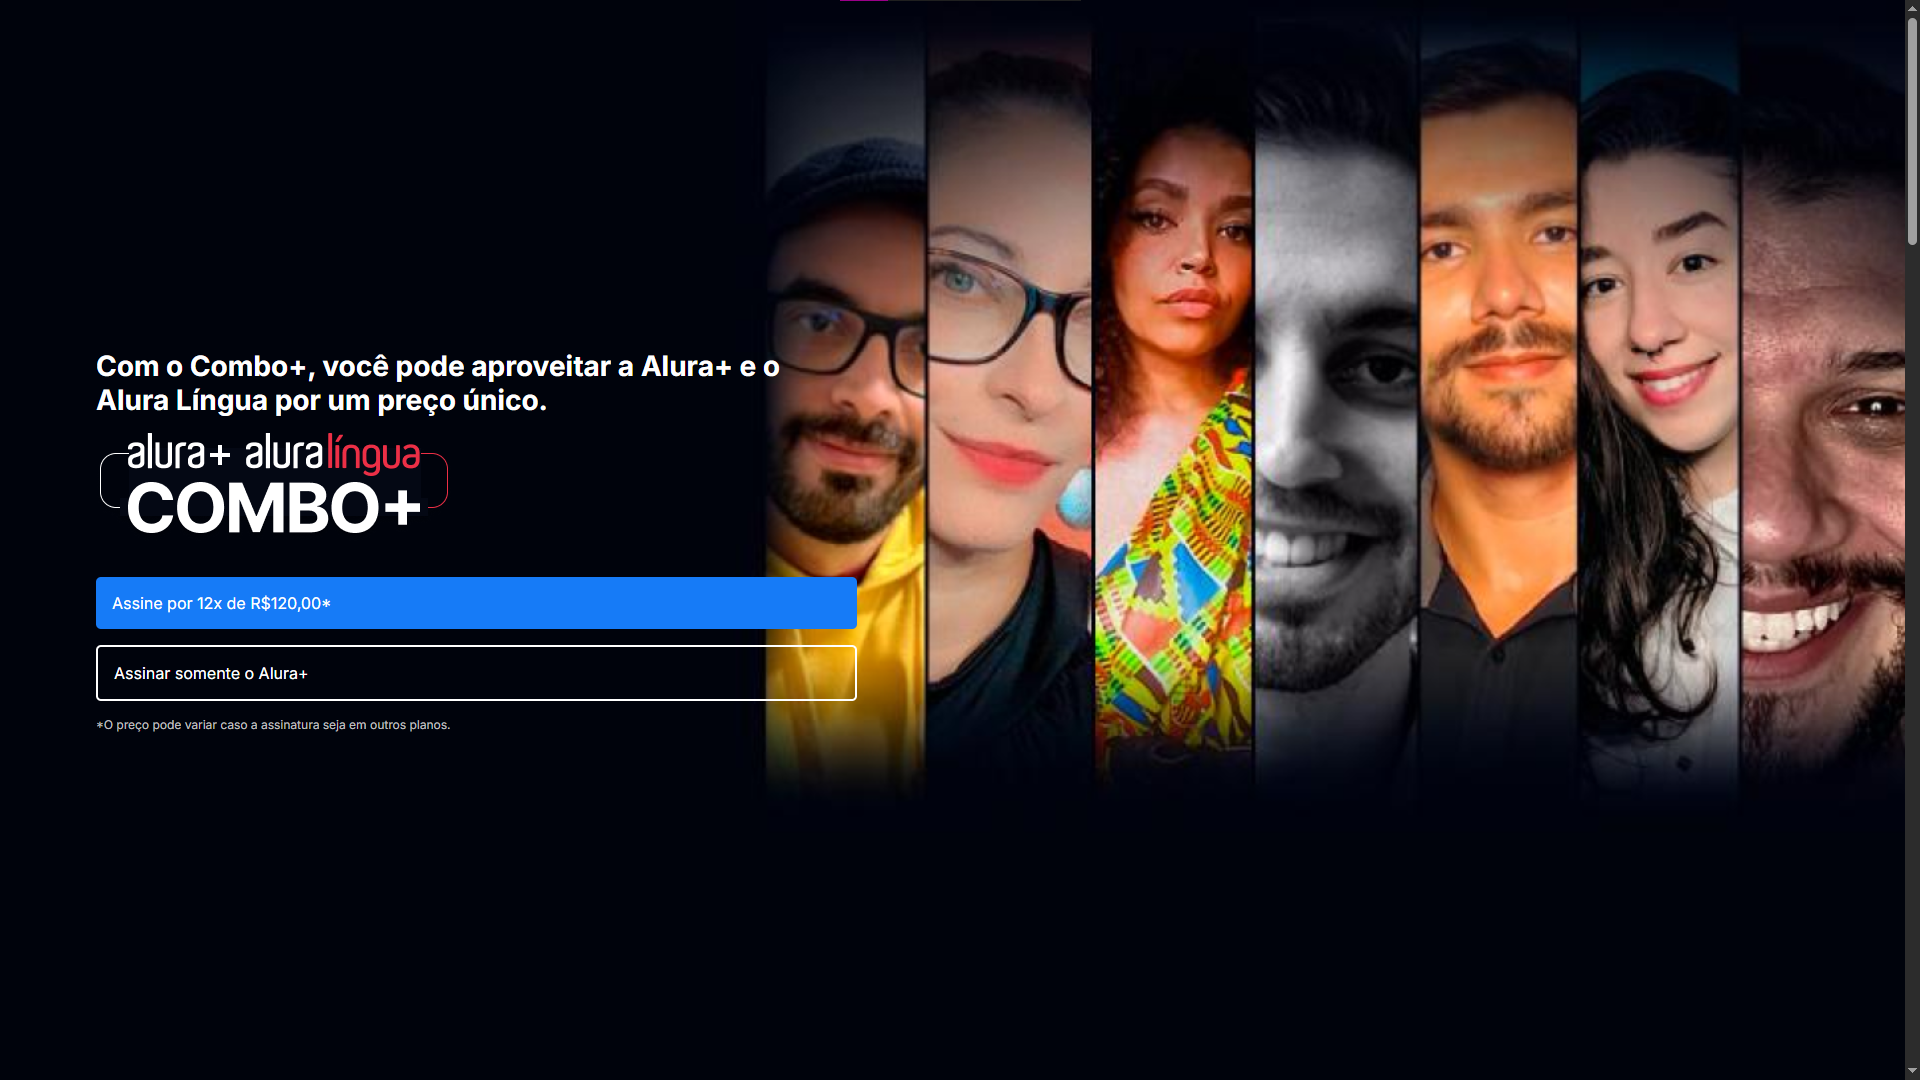 Com o Combo+, você pode aproveitar a Alura+ e o
Alura Língua por um preço único.
alura+ aluralíngua
COMBO+
Assine por 12x de R$120,00*
Assinar somente o Alura+
*O preço pode variar caso a assinatura seja em outros planos.